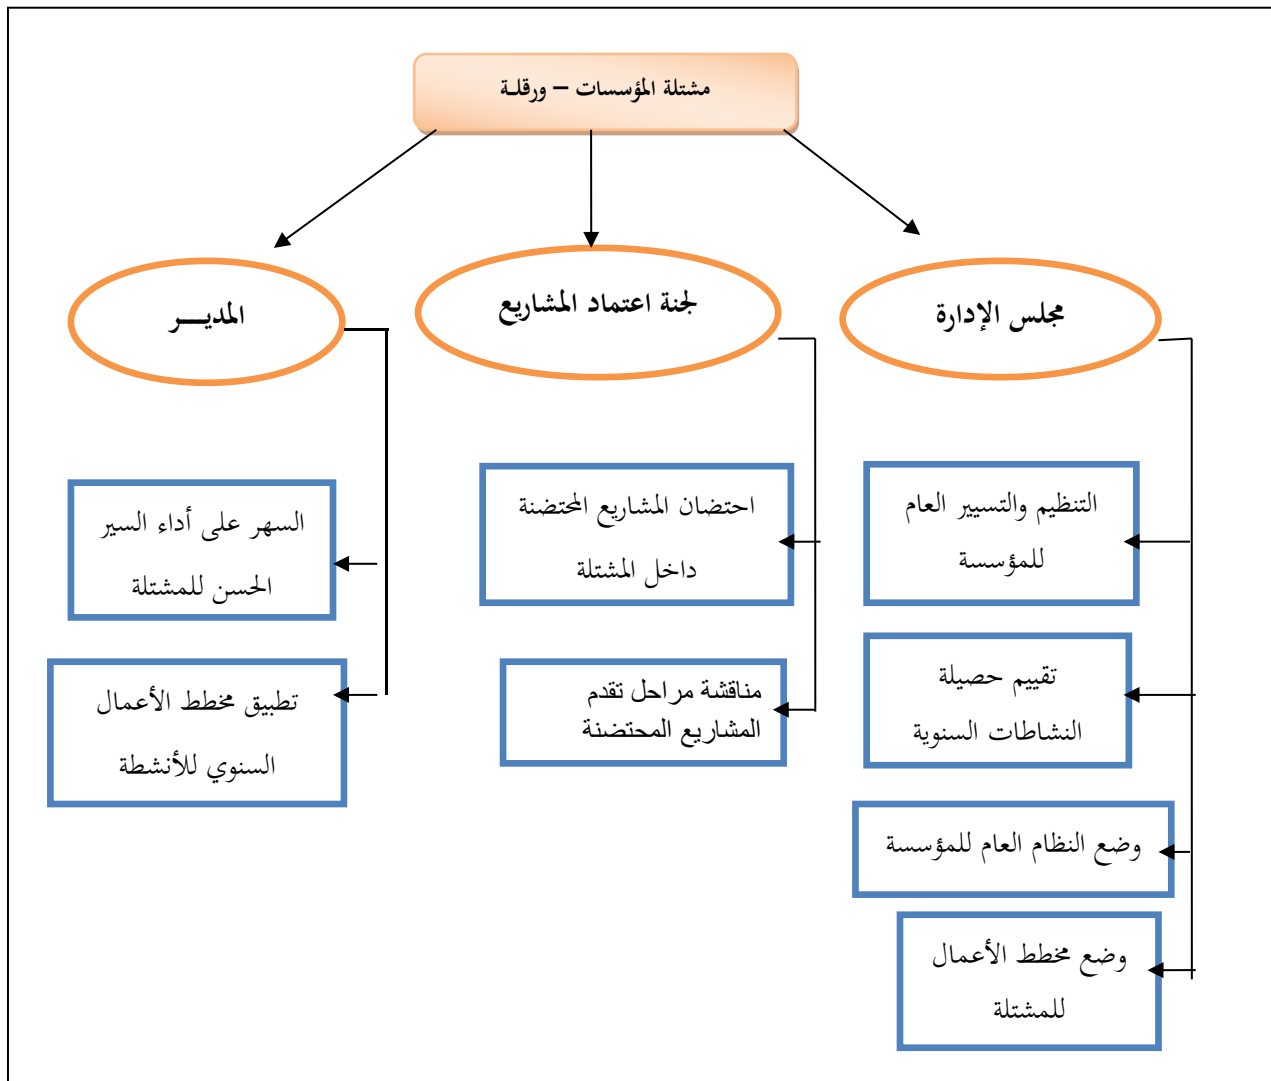 مشتلة المؤسسات – ورقلـة
مجلس الإدارة
لجنة اعتماد المشاريع
المديـــر
التنظيم والتسيير العام
للمؤسسة
تقييم حصيلة
النشاطات السنوية
وضع النظام العام للمؤسسة
وضع مخطط الأعمال
للمشتلة
احتضان المشاريع المحتضنة
داخل المشتلة
مناقشة مراحل تقدم
المشاريع المحتضنة
السهر على أداء السير
الحسن للمشتلة
تطبيق مخطط الأعمال
السنوي للأنشطة